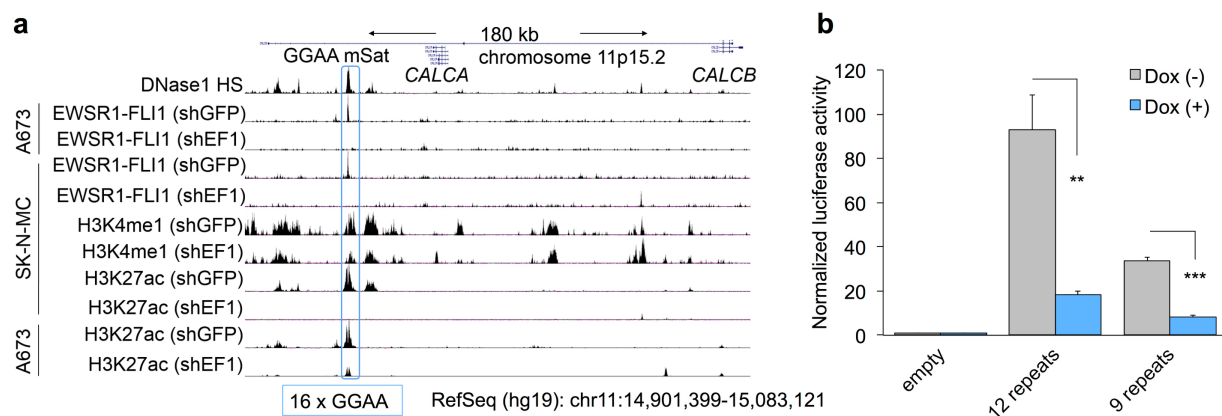 a
180 kb
GGAA mSat
chromosome 11p15.2
CALCA
CALCB
DNase1 HS
A673
EWSR1-FLI1 (shGFP)
EWSR1-FLI1 (shEF1)
SK-N-MC
EWSR1-FLI1 (shGFP)
EWSR1-FLI1 (shEF1)
H3K4me1 (shGFP)
H3K4me1 (shEF1)
H3K27ac (shGFP)
H3K27ac (shEF1)
A673
H3K27ac (shGFP)
H3K27ac (shEF1)
16 x GGAA
RefSeq (hg19): chr11:14,901,399-15,083,121
b
Normalized luciferase activity
120
100
80
60
40
20
0
Dox (-)
Dox (+)
**
***
empty
12 repeats
9 repeats